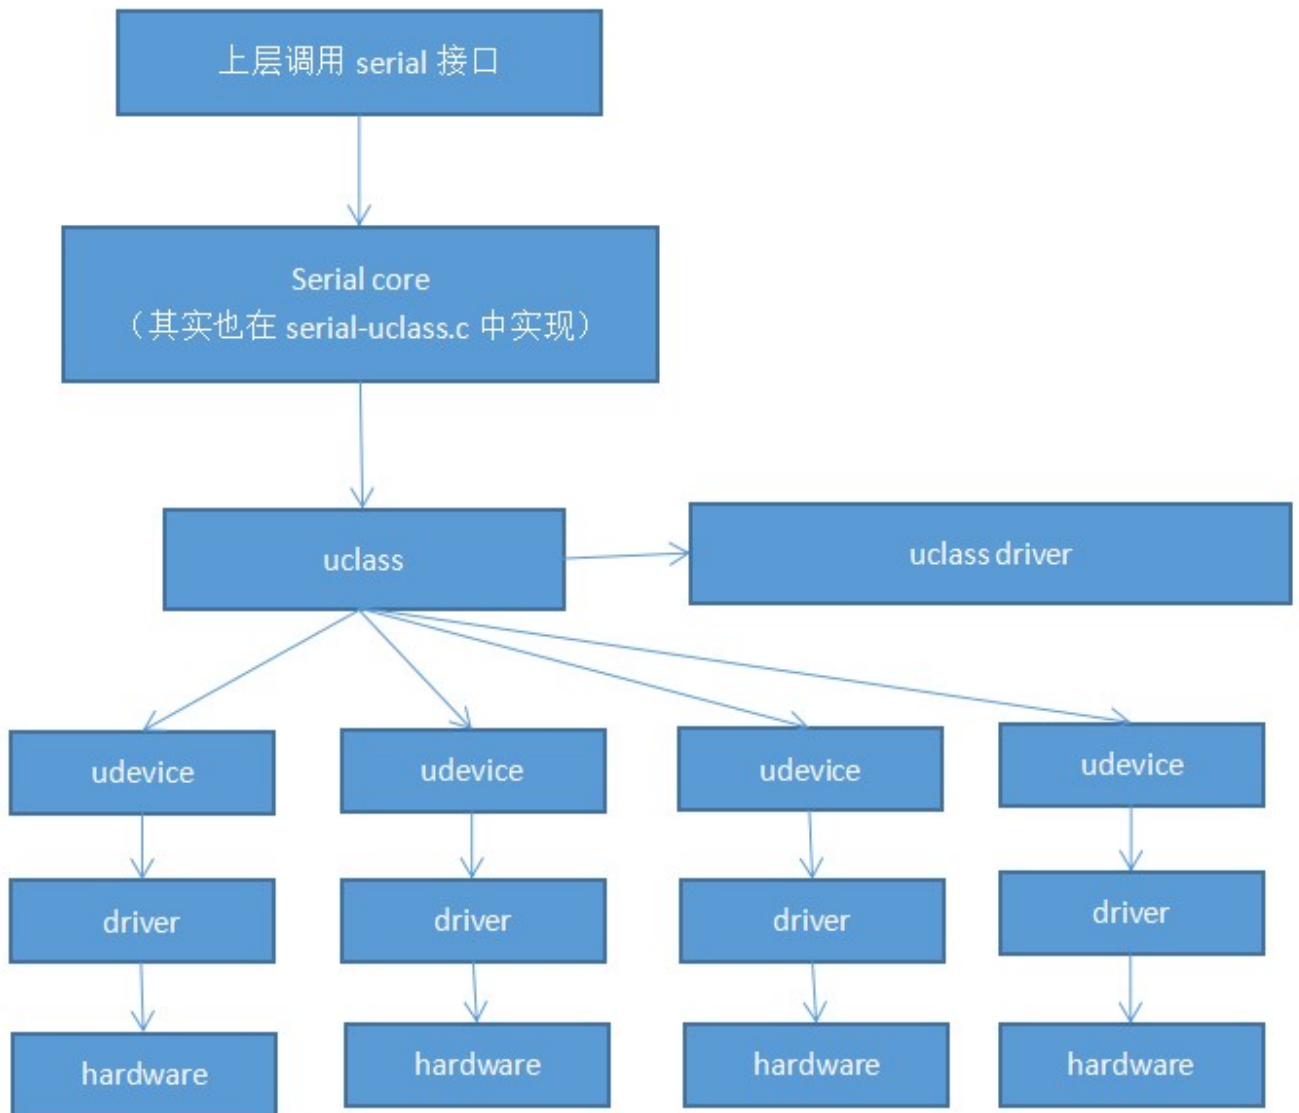 上层调用 serial 接口
Serial core
（其实也在 serial-uclass.c 中实现）
uclass
uclass driver
udevice
udevice
udevice
udevice
driver
driver
driver
driver
hardware
hardware
hardware
hardware